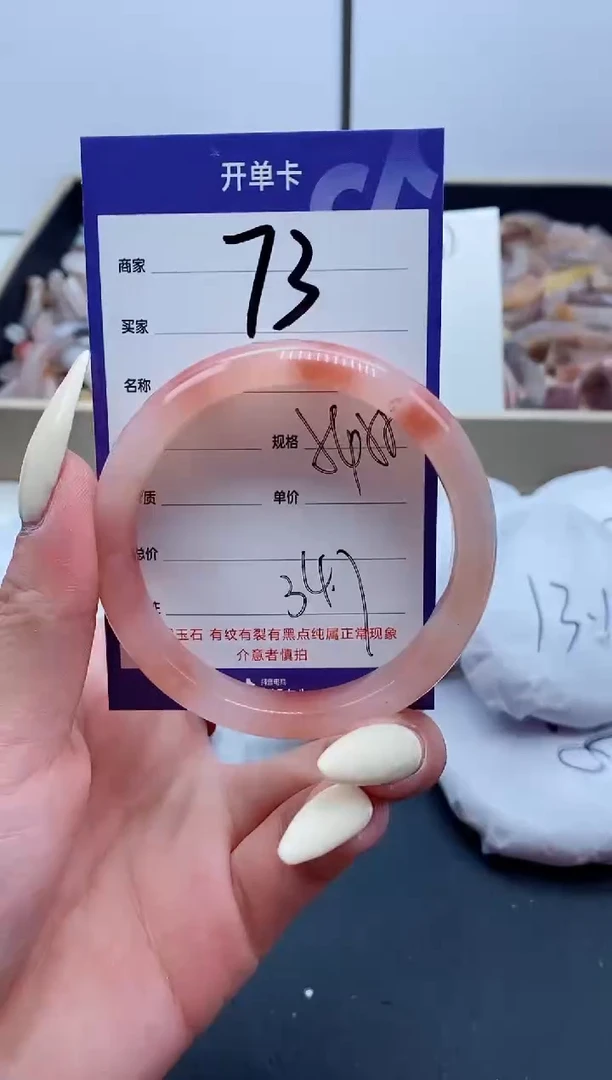 开单卡
商家
73
买家
名称
规格
质 单价
总价
347
玉石 有纹有裂有黑点纯属正常现象
介意者慎拍